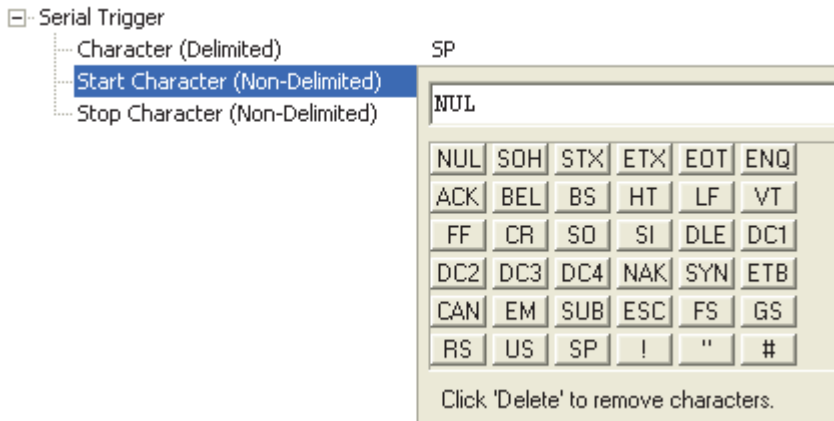 Serial Trigger
Character (Delimited) SP
Start Character (Non-Delimited)
Stop Character (Non-Delimited)
NUL
NUL SOH STX ETX EOT ENQ
ACK BEL BS HT LF VT
FF CR SO SI DLE DC1
DC2 DC3 DC4 NAK SYN ETB
CAN EM SUB ESC FS GS
RS US SP ! " #
Click 'Delete' to remove characters.